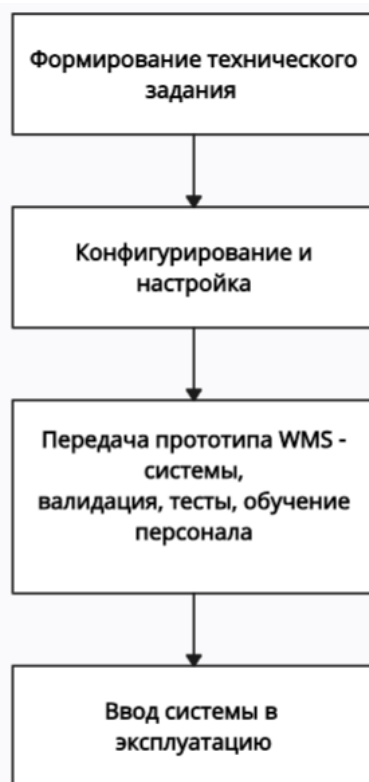 Формирование технического
задания
Конфигурирование и
настройка
Передача прототипа WMS -
системы,
валидация, тесты, обучение
персонала
Ввод системы в
эксплуатацию